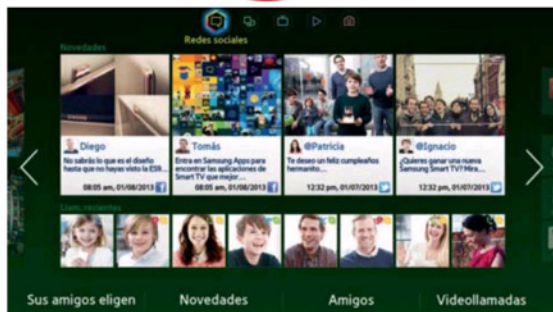 Redes sociales
Novedades
Diego
No sabrás lo que es el diseño
hasta que no hayas visto la ES8...
08:05 am, 01/08/2013
Tomás
Entra en Samsung Apps para
encontrar las aplicaciones de
Smart TV que mejor...
08:05 am, 01/08/2013
@Patricia
Te deseo un feliz cumpleaños
hermanito...
12:32 pm, 01/07/2013
@Ignacio
¿Quieres ganar una nueva
Samsung Smart TV? Mira...
12:32 pm, 01/07/2013
Llam. recientes
Sus amigos eligen
Novedades
Amigos
Videollamadas